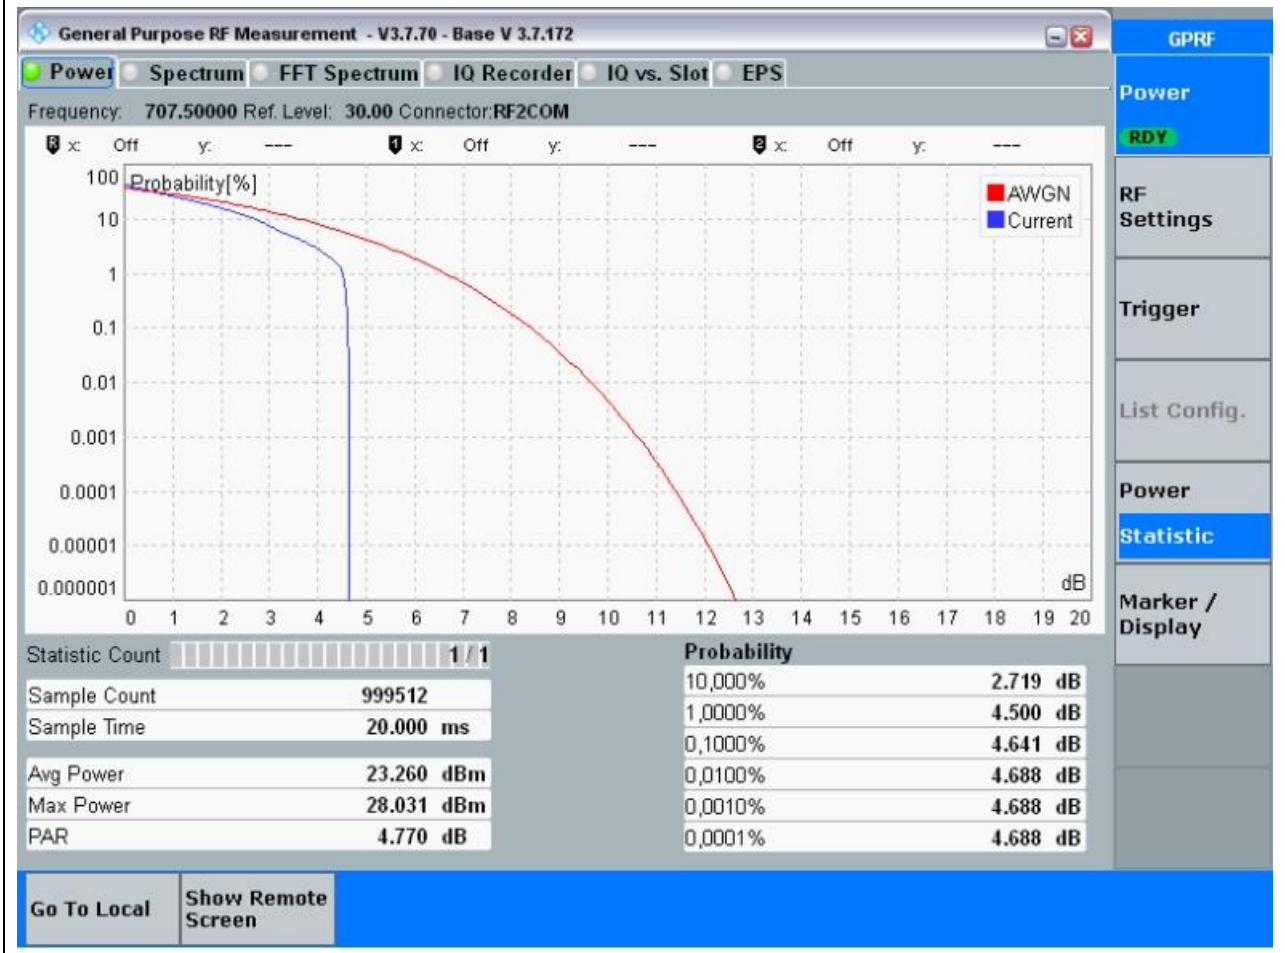 General Purpose RF Measurement - V3.7.70 - Base V 3.7.172
GPRF
Power Spectrum FFT Spectrum IQ Recorder IQ vs. Slot EPS
Frequency: 707.50000 Ref. Level: 30.00 Connector:RF2COM
R x: Off y: --- 1 x: Off y: --- 2 x: Off y: ---
Probability[%]
100
10
1
0.1
0.01
0.001
0.0001
0.00001
0.000001
AWGN
Current
dB
0 1 2 3 4 5 6 7 8 9 10 11 12 13 14 15 16 17 18 19 20
Statistic Count 1 / 1
Sample Count 999512
Sample Time 20.000 ms
Avg Power 23.260 dBm
Max Power 28.031 dBm
PAR 4.770 dB
Probability
10,000% 2.719 dB
1,0000% 4.500 dB
0,1000% 4.641 dB
0,0100% 4.688 dB
0,0010% 4.688 dB
0,0001% 4.688 dB
Power
RDY
RF
Settings
Trigger
List Config.
Power
Statistic
Marker /
Display
Go To Local
Show Remote
Screen